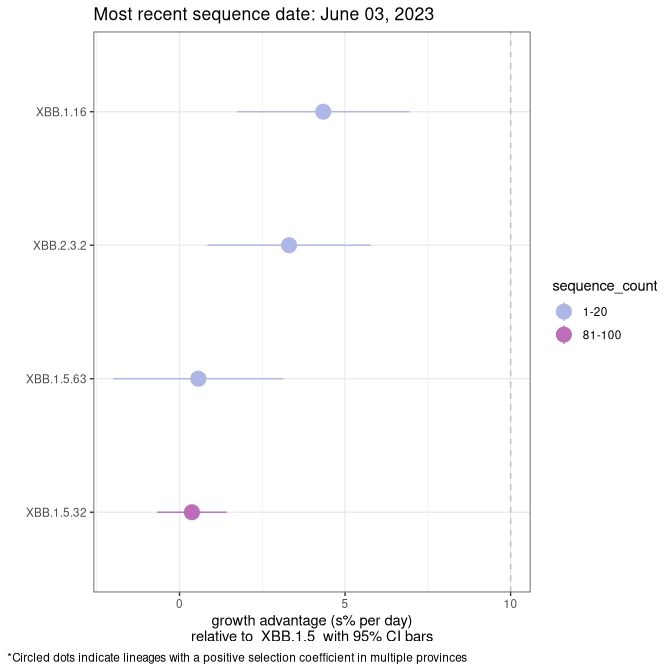 Most recent sequence date: June 03, 2023
XBB.1.16
XBB.2.3.2
XBB.1.5.63
XBB.1.5.32
0 5 10
growth advantage (s% per day)
relative to  XBB.1.5  with 95% CI bars
sequence_count
1-20
81-100
*Circled dots indicate lineages with a positive selection coefficient in multiple provinces